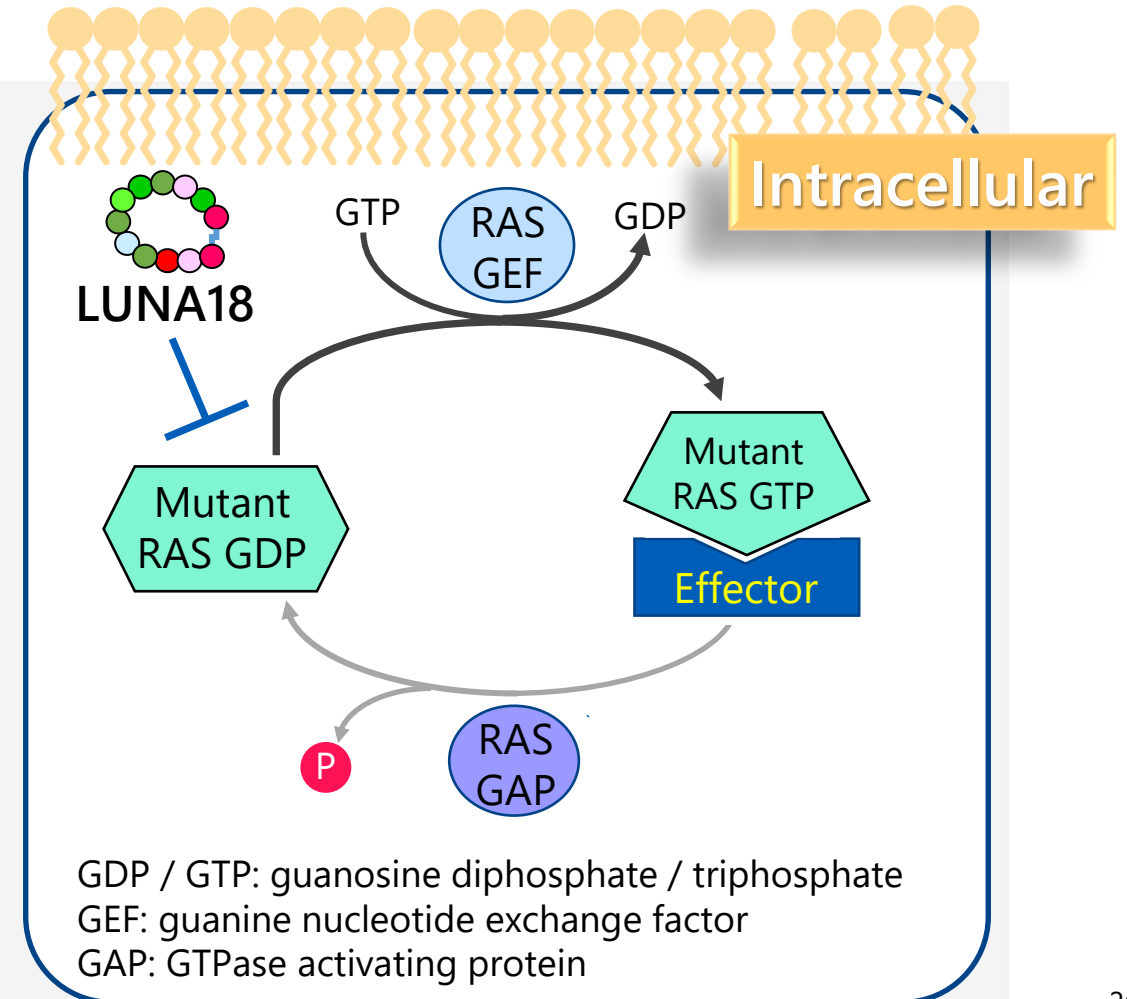 Intracellular
GTP
RAS
GEF
GDP
LUNA18
Mutant
RAS GDP
Mutant
RAS GTP
Effector
P
RAS
GAP
GDP / GTP: guanosine diphosphate / triphosphate
GEF: guanine nucleotide exchange factor
GAP: GTPase activating protein